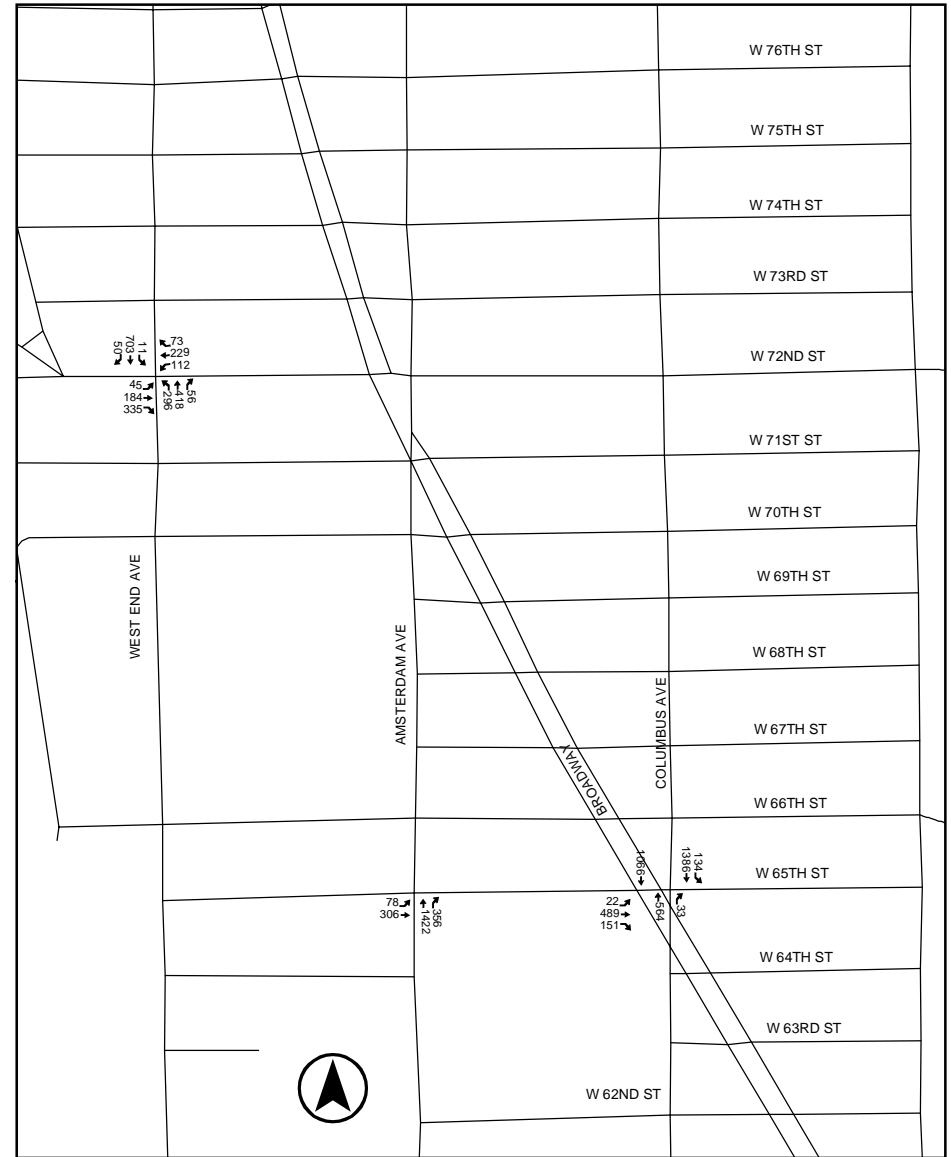 W 76TH ST
W 75TH ST
W 74TH ST
W 73RD ST
W 72ND ST
50
703
11
73
229
112
45
184
335
296
418
56
W 71ST ST
W 70TH ST
WEST END AVE
W 69TH ST
AMSTERDAM AVE
W 68TH ST
COLUMBUS AVE
W 67TH ST
BROADWAY
W 66TH ST
1066
1386
134
W 65TH ST
78
306
1422
356
22
489
151
564
33
W 64TH ST
W 63RD ST
W 62ND ST